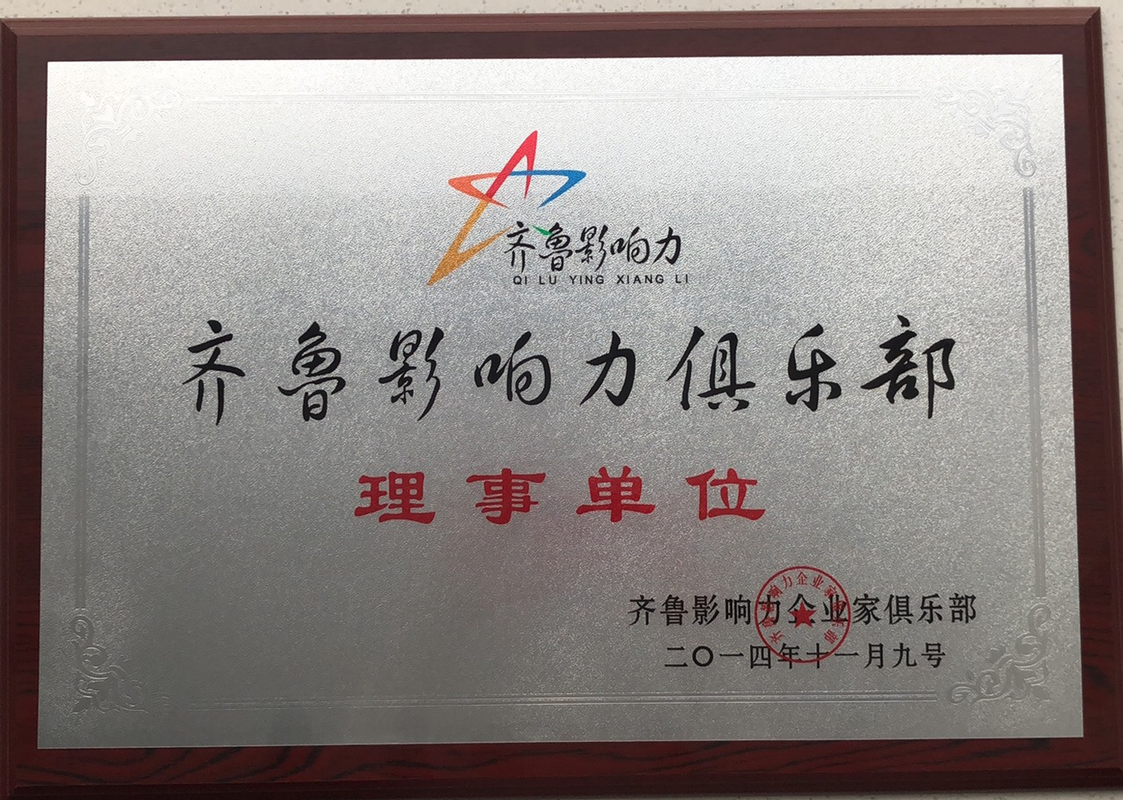 齐鲁影响力
QI LU YING XIANG LI
齐鲁影响力俱乐部
理事单位
齐鲁影响力企业家俱乐部
二〇一四年十一月九号